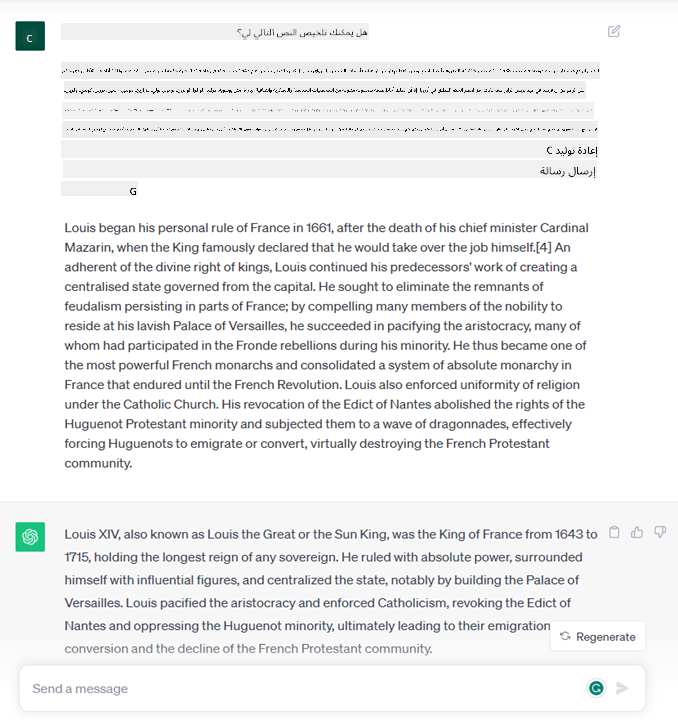 C
هل يمكنك تلخيص النص التالي لي؟
إعادة توليد C
إرسال رسالة
G
Louis began his personal rule of France in 1661, after the death of his chief minister Cardinal
Mazarin, when the King famously declared that he would take over the job himself.[4] An
adherent of the divine right of kings, Louis continued his predecessors' work of creating a
centralised state governed from the capital. He sought to eliminate the remnants of
feudalism persisting in parts of France; by compelling many members of the nobility to
reside at his lavish Palace of Versailles, he succeeded in pacifying the aristocracy, many of
whom had participated in the Fronde rebellions during his minority. He thus became one of
the most powerful French monarchs and consolidated a system of absolute monarchy in
France that endured until the French Revolution. Louis also enforced uniformity of religion
under the Catholic Church. His revocation of the Edict of Nantes abolished the rights of the
Huguenot Protestant minority and subjected them to a wave of dragonnades, effectively
forcing Huguenots to emigrate or convert, virtually destroying the French Protestant
community.
Louis XIV, also known as Louis the Great or the Sun King, was the King of France from 1643 to
1715, holding the longest reign of any sovereign. He ruled with absolute power, surrounded
himself with influential figures, and centralized the state, notably by building the Palace of
Versailles. Louis pacified the aristocracy and enforced Catholicism, revoking the Edict of
Nantes and oppressing the Huguenot minority, ultimately leading to their emigration
Regenerate
conversion and the decline of the French Protestant community.
Send a message